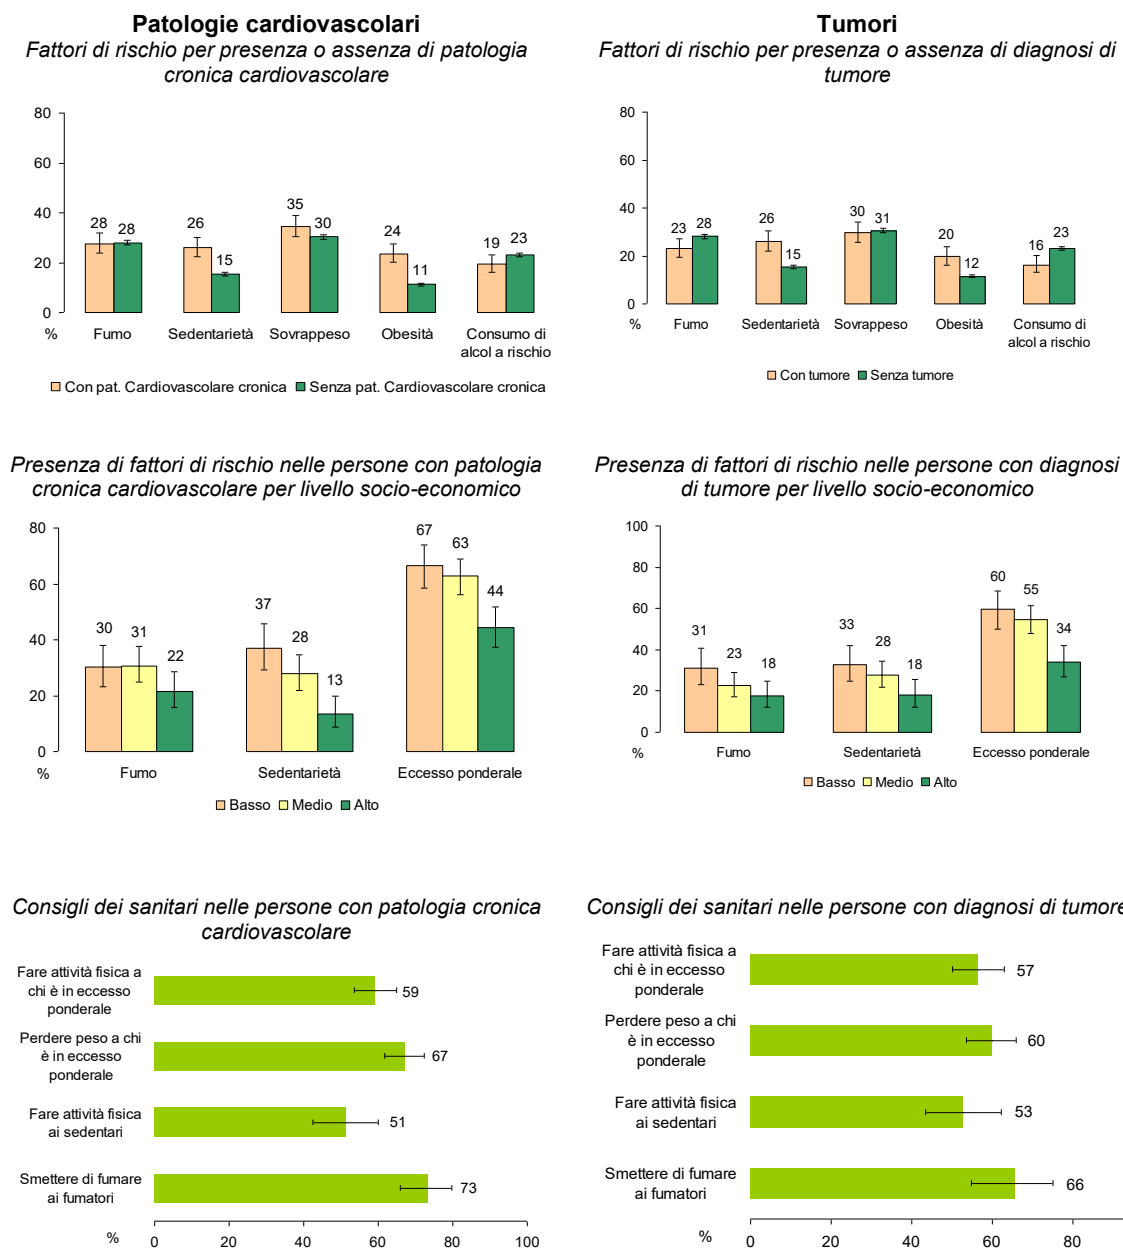 Patologie cardiovascolari
Fattori di rischio per presenza o assenza di patologia
cronica cardiovascolare
80
60
40
20
0
%
28
28
26
15
35
30
24
11
19
23
Fumo
Sedentarietà
Sovrappeso
Obesità
Consumo di
alcol a rischio
Con pat. Cardiovascolare cronica
Senza pat. Cardiovascolare cronica
Tumori
Fattori di rischio per presenza o assenza di diagnosi di
tumore
80
60
40
20
0
%
23
28
26
15
30
31
20
12
16
23
Fumo
Sedentarietà
Sovrappeso
Obesità
Consumo di
alcol a rischio
Con tumore
Senza tumore
Presenza di fattori di rischio nelle persone con patologia
cronica cardiovascolare per livello socio-economico
80
60
40
20
0
%
30
31
22
37
28
13
67
63
44
Fumo
Sedentarietà
Eccesso ponderale
Basso
Medio
Alto
Presenza di fattori di rischio nelle persone con diagnosi
di tumore per livello socio-economico
100
80
60
40
20
0
%
31
23
18
33
28
18
60
55
34
Fumo
Sedentarietà
Eccesso ponderale
Basso
Medio
Alto
Consigli dei sanitari nelle persone con patologia cronica
cardiovascolare
Fare attività fisica a
chi è in eccesso
ponderale
59
Perdere peso a chi
è in eccesso
ponderale
67
Fare attività fisica
ai sedentari
51
Smettere di fumare
ai fumatori
73
%
0
20
40
60
80
100
Consigli dei sanitari nelle persone con diagnosi di tumore
Fare attività fisica a
chi è in eccesso
ponderale
57
Perdere peso a chi
è in eccesso
ponderale
60
Fare attività fisica
ai sedentari
53
Smettere di fumare
ai fumatori
66
%
0
20
40
60
80